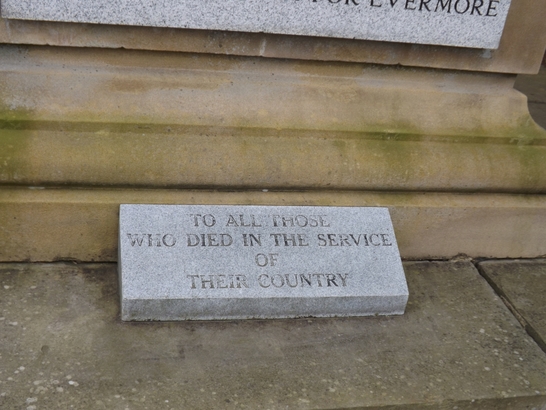 FOR EVERMORE
TO ALL THOSE
WHO DIED IN THE SERVICE
OF
THEIR COUNTRY